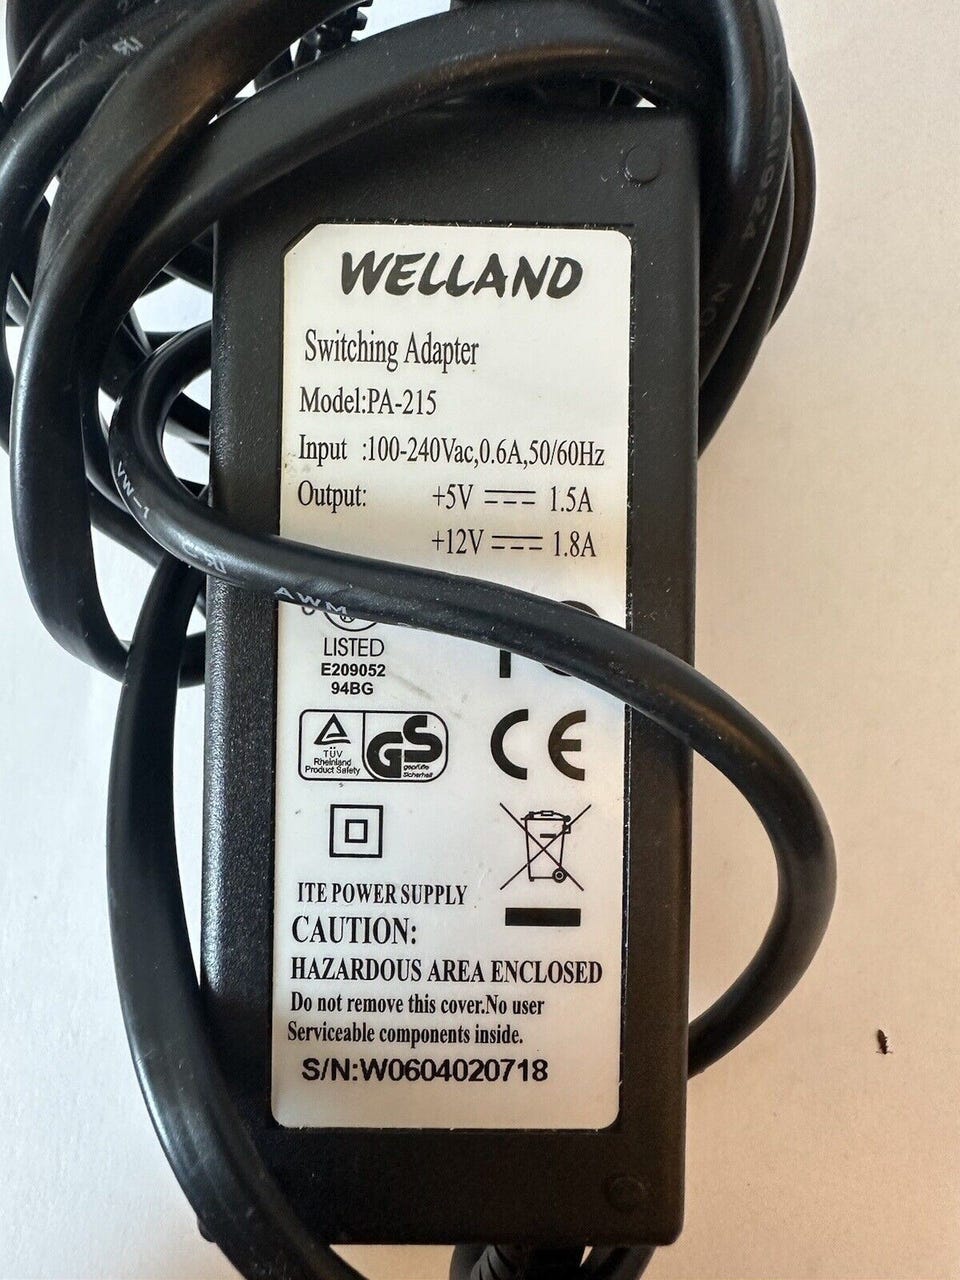 WELLAND
Switching Adapter
Model:PA-215
Input :100-240Vac,0.6A,50/60Hz
Output: +5V 1.5A
+12V 1.8A
VW-1
AWM
LISTED
E209052
94BG
TÜV
Rheinland
Product Safety
GS
geprüfte
Sicherheit
CE
ITE POWER SUPPLY
CAUTION:
HAZARDOUS AREA ENCLOSED
Do not remove this cover.No user
Serviceable components inside.
S/N:W0604020718